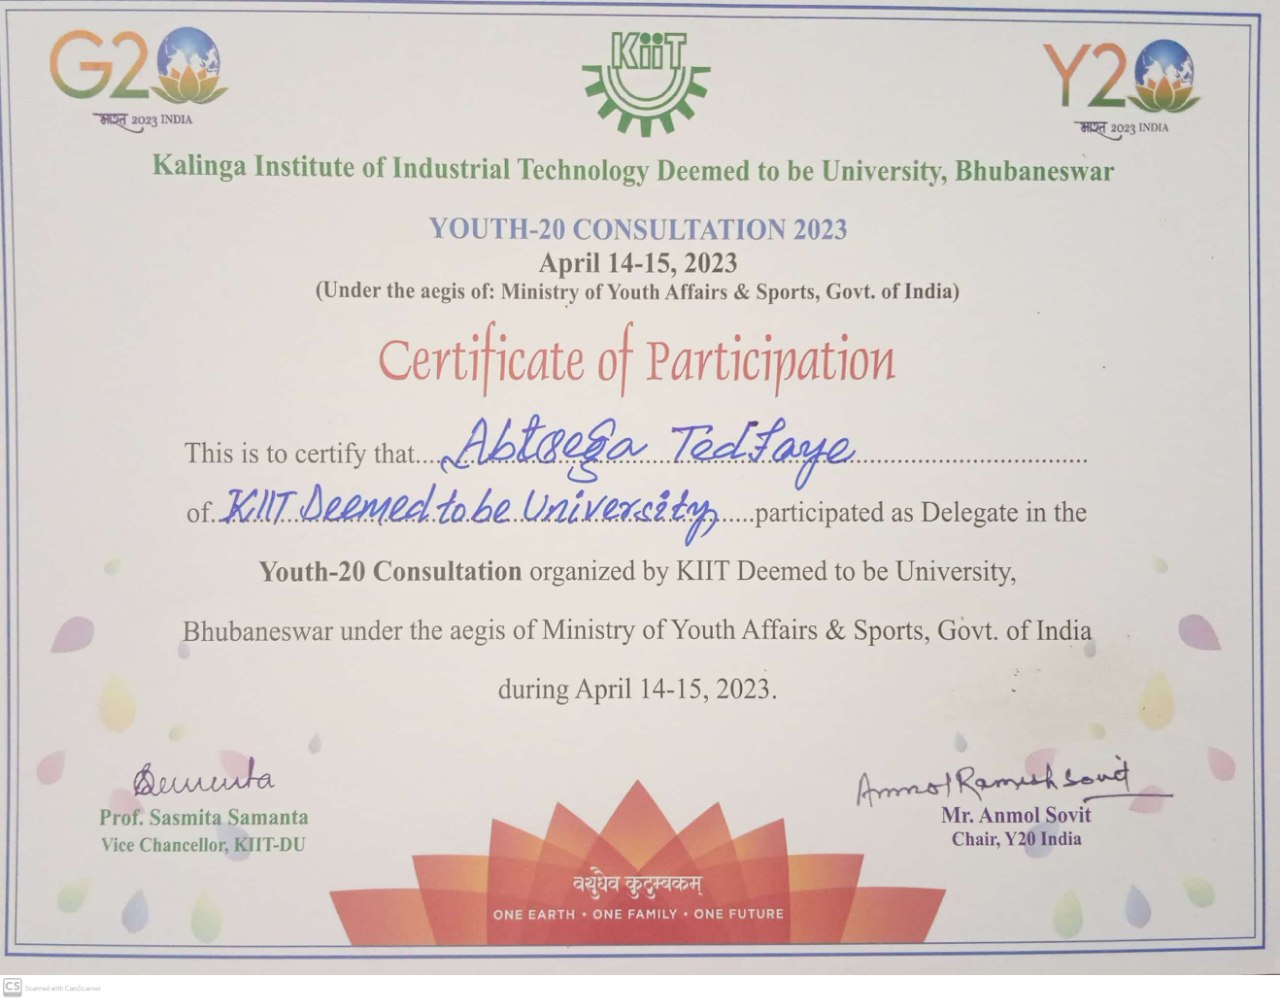 G20
भारत 2023 INDIA
KiiT
Y20
भारत 2023 INDIA
Kalinga Institute of Industrial Technology Deemed to be University, Bhubaneswar
YOUTH-20 CONSULTATION 2023
April 14-15, 2023
(Under the aegis of: Ministry of Youth Affairs & Sports, Govt. of India)
Certificate of Participation
This is to certify that
of KIIT Deemed to be University, participated as Delegate in the
Youth-20 Consultation organized by KIIT Deemed to be University,
Bhubaneswar under the aegis of Ministry of Youth Affairs & Sports, Govt. of India
during April 14-15, 2023.
Anmol Ramesh Sovit
Prof. Sasmita Samanta
Vice Chancellor, KIIT-DU
Mr. Anmol Sovit
Chair, Y20 India
वसुधैव कुटुम्बकम्
ONE EARTH • ONE FAMILY • ONE FUTURE
CS Scanned with CamScanner